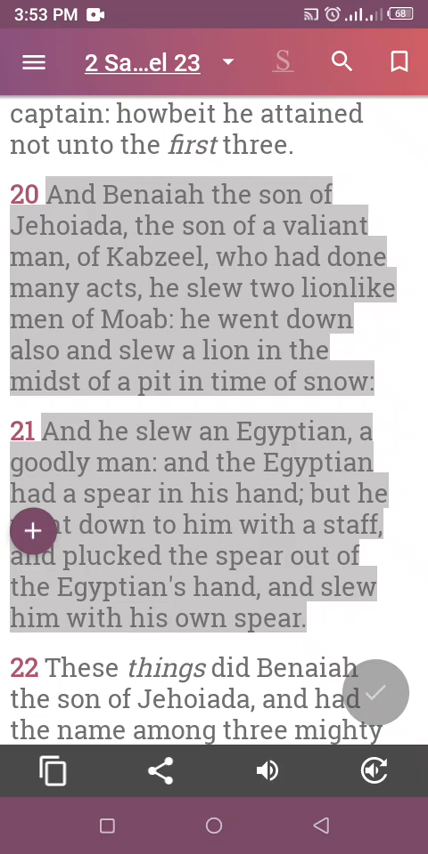 3:53 PM
68
2 Sa...el 23
S
captain: howbeit he attained
not unto the first three.
20 And Benaiah the son of
Jehoiada, the son of a valiant
man, of Kabzeel, who had done
many acts, he slew two lionlike
men of Moab: he went down
also and slew a lion in the
midst of a pit in time of snow:
21 And he slew an Egyptian, a
goodly man: and the Egyptian
had a spear in his hand; but he
down to him with a staff,
and plucked the spear out of
the Egyptian's hand, and slew
him with his own spear.
22 These things did Benaiah
the son of Jehoiada, and had
the name among three mighty